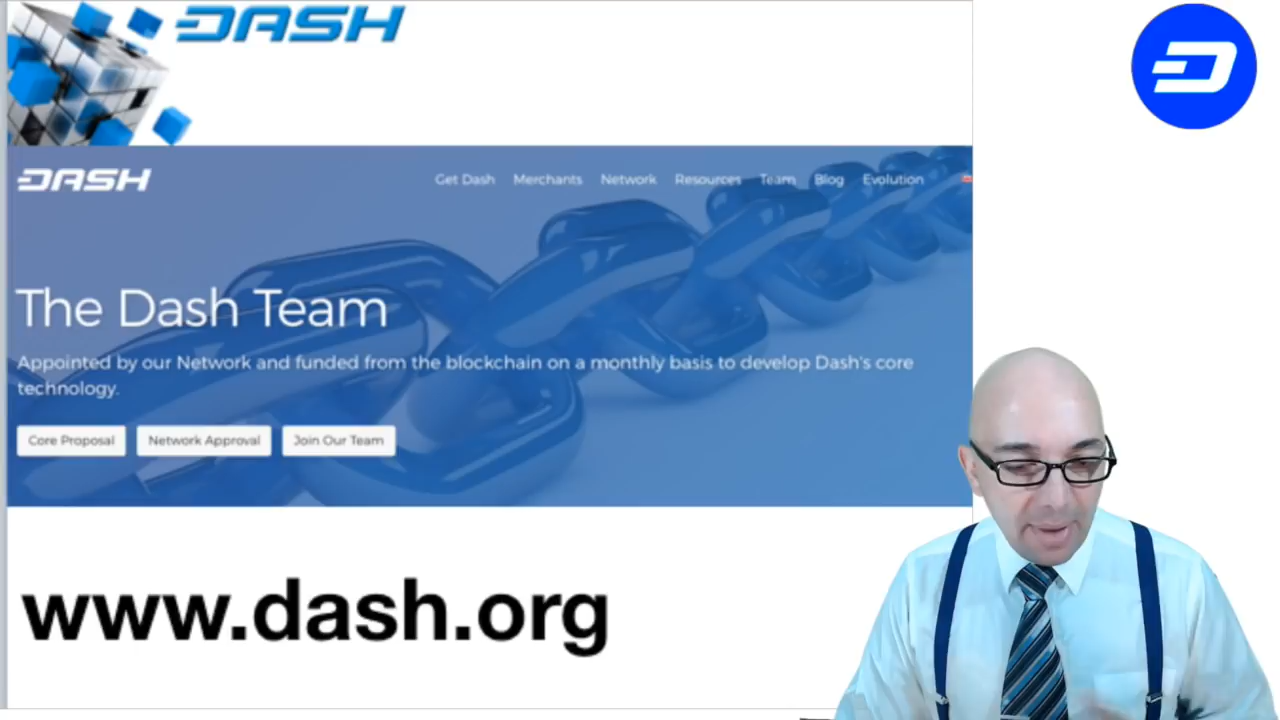 DASH
DASH
Get Dash Merchants Network Resources Team Blog Evolution
The Dash Team
Appointed by our Network and funded from the blockchain on a monthly basis to develop Dash's core
technology.
Core Proposal Network Approval Join Our Team
www.dash.org